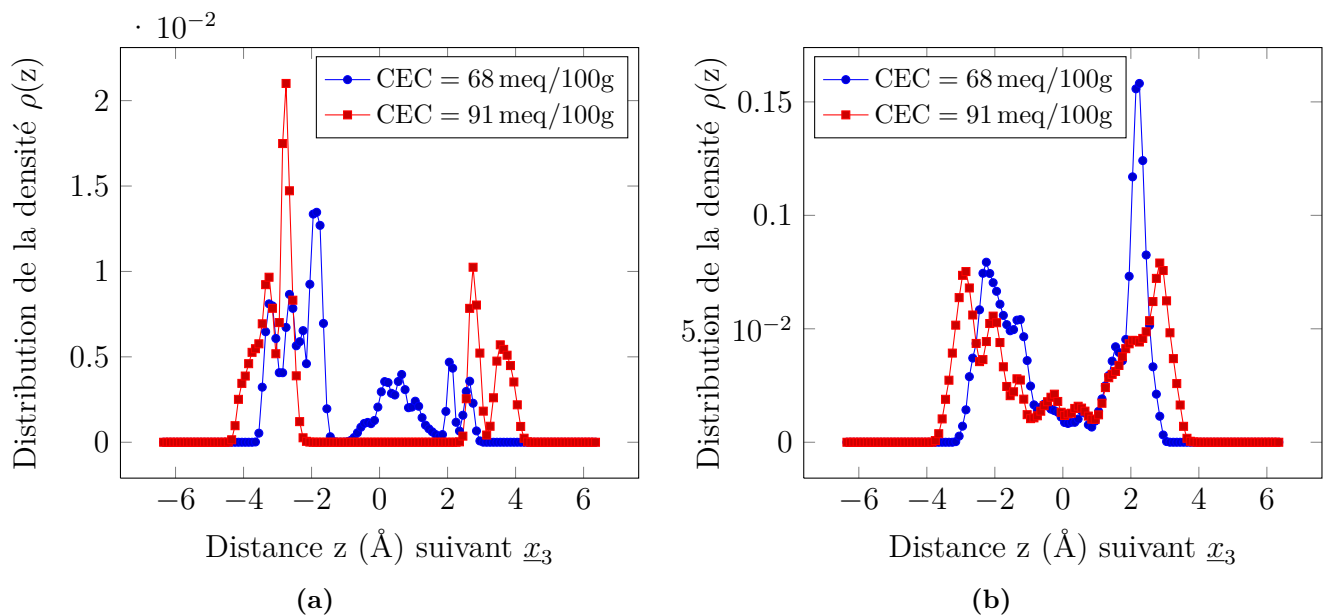 · 10⁻²
Distribution de la densité ρ(z)
2
1.5
1
0.5
0
−6 −4 −2 0 2 4 6
Distance z (Å) suivant x₃
CEC = 68 meq/100g
CEC = 91 meq/100g
(a)
Distribution de la densité ρ(z)
0.15
0.1
5 · 10⁻²
0
−6 −4 −2 0 2 4 6
Distance z (Å) suivant x₃
CEC = 68 meq/100g
CEC = 91 meq/100g
(b)